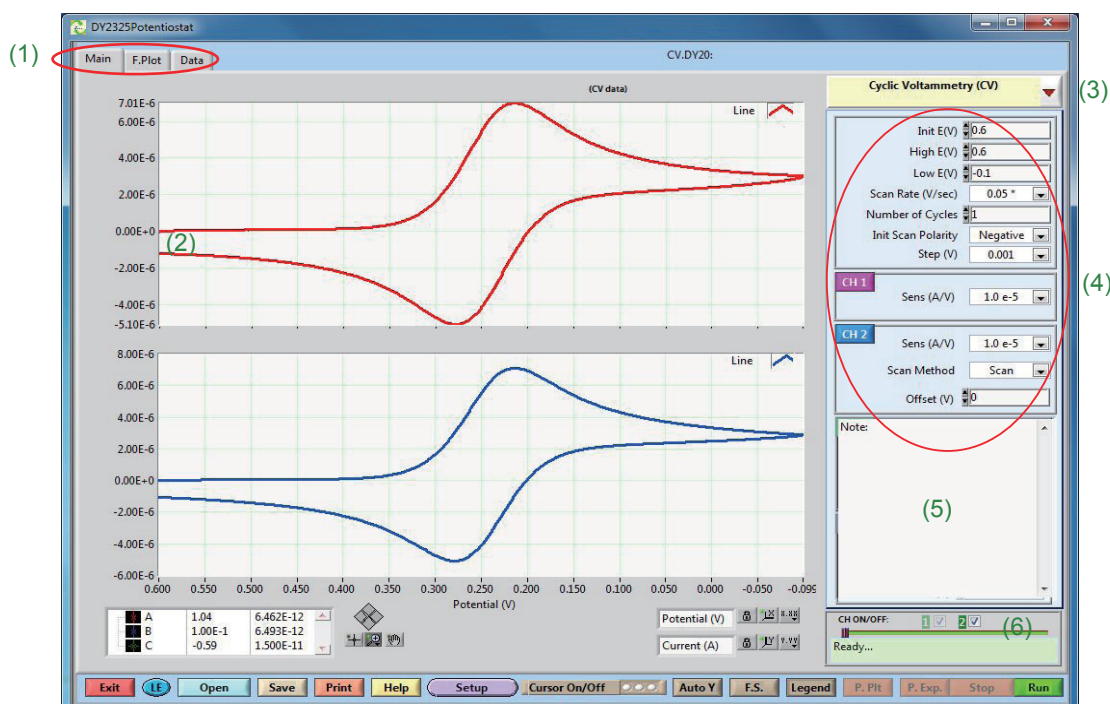 DY2325Potentiostat
(1)
Main F.Plot Data
CV.DY20:
(CV data)
Line
7.01E-6
6.00E-6
4.00E-6
2.00E-6
0.00E+0
(2)
-2.00E-6
-4.00E-6
-5.10E-6
Line
8.00E-6
6.00E-6
4.00E-6
2.00E-6
0.00E+0
-2.00E-6
-4.00E-6
-6.00E-6
0.600 0.550 0.500 0.450 0.400 0.350 0.300 0.250 0.200 0.150 0.100 0.050 0.000 -0.050 -0.099
Potential (V)
A 1.04 6.462E-12
B 1.00E-1 6.493E-12
C -0.59 1.500E-11
Potential (V)
Current (A)
Cyclic Voltammetry (CV)
(3)
Init E(V) 0.6
High E(V) 0.6
Low E(V) -0.1
Scan Rate (V/sec) 0.05 *
Number of Cycles 1
Init Scan Polarity Negative
Step (V) 0.001
CH 1
Sens (A/V) 1.0 e-5
(4)
CH 2
Sens (A/V) 1.0 e-5
Scan Method Scan
Offset (V) 0
Note:
(5)
CH ON/OFF: 1 2
(6)
Ready...
Exit LE Open Save Print Help Setup Cursor On/Off Auto Y F.S. Legend P. Plt P. Exp. Stop Run